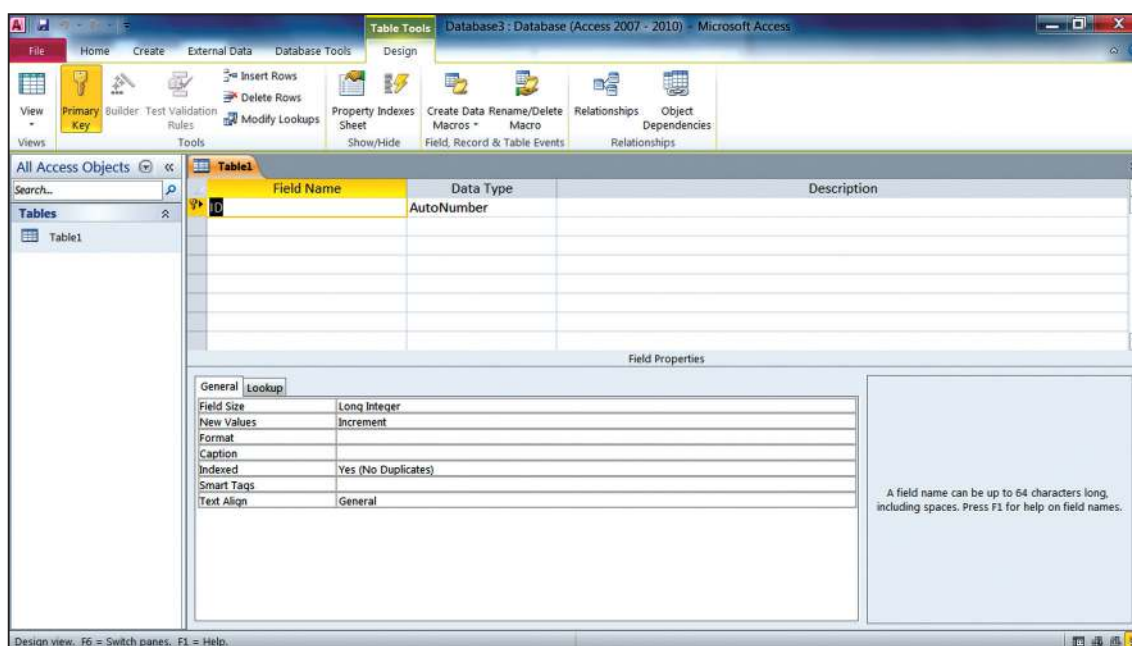 Table Tools Database3 : Database (Access 2007 - 2010) - Microsoft Access
File Home Create External Data Database Tools Design
View
Primary Key
Builder
Test Validation Rules
Insert Rows
Delete Rows
Modify Lookups
Property Sheet
Indexes
Create Data Macros
Rename/Delete Macro
Relationships
Object Dependencies
Views Tools Show/Hide Field, Record & Table Events Relationships
All Access Objects
Search...
Tables
Table1
Table1
Field Name Data Type Description
ID AutoNumber
Field Properties
General Lookup
Field Size Long Integer
New Values Increment
Format
Caption
Indexed Yes (No Duplicates)
Smart Tags
Text Align General
A field name can be up to 64 characters long,
including spaces. Press F1 for help on field names.
Design view. F6 = Switch panes. F1 = Help.